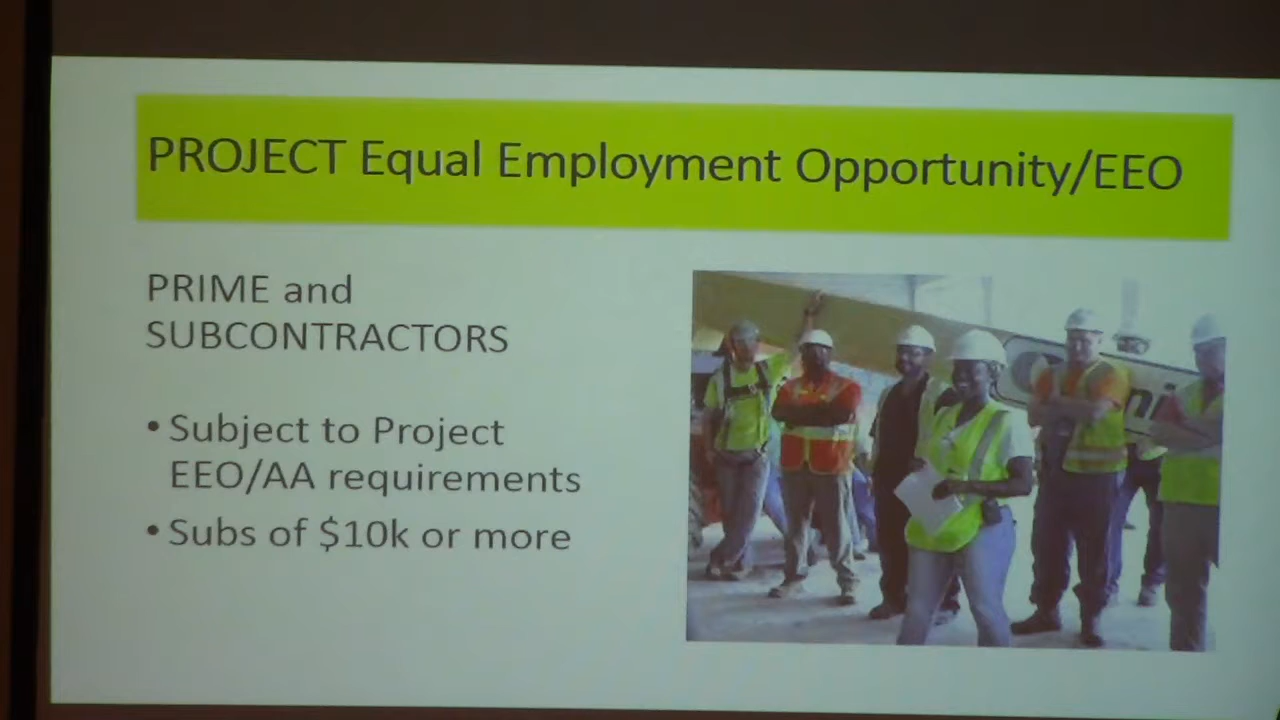 PROJECT Equal Employment Opportunity/EEO
PRIME and
SUBCONTRACTORS
• Subject to Project
EEO/AA requirements
• Subs of $10k or more